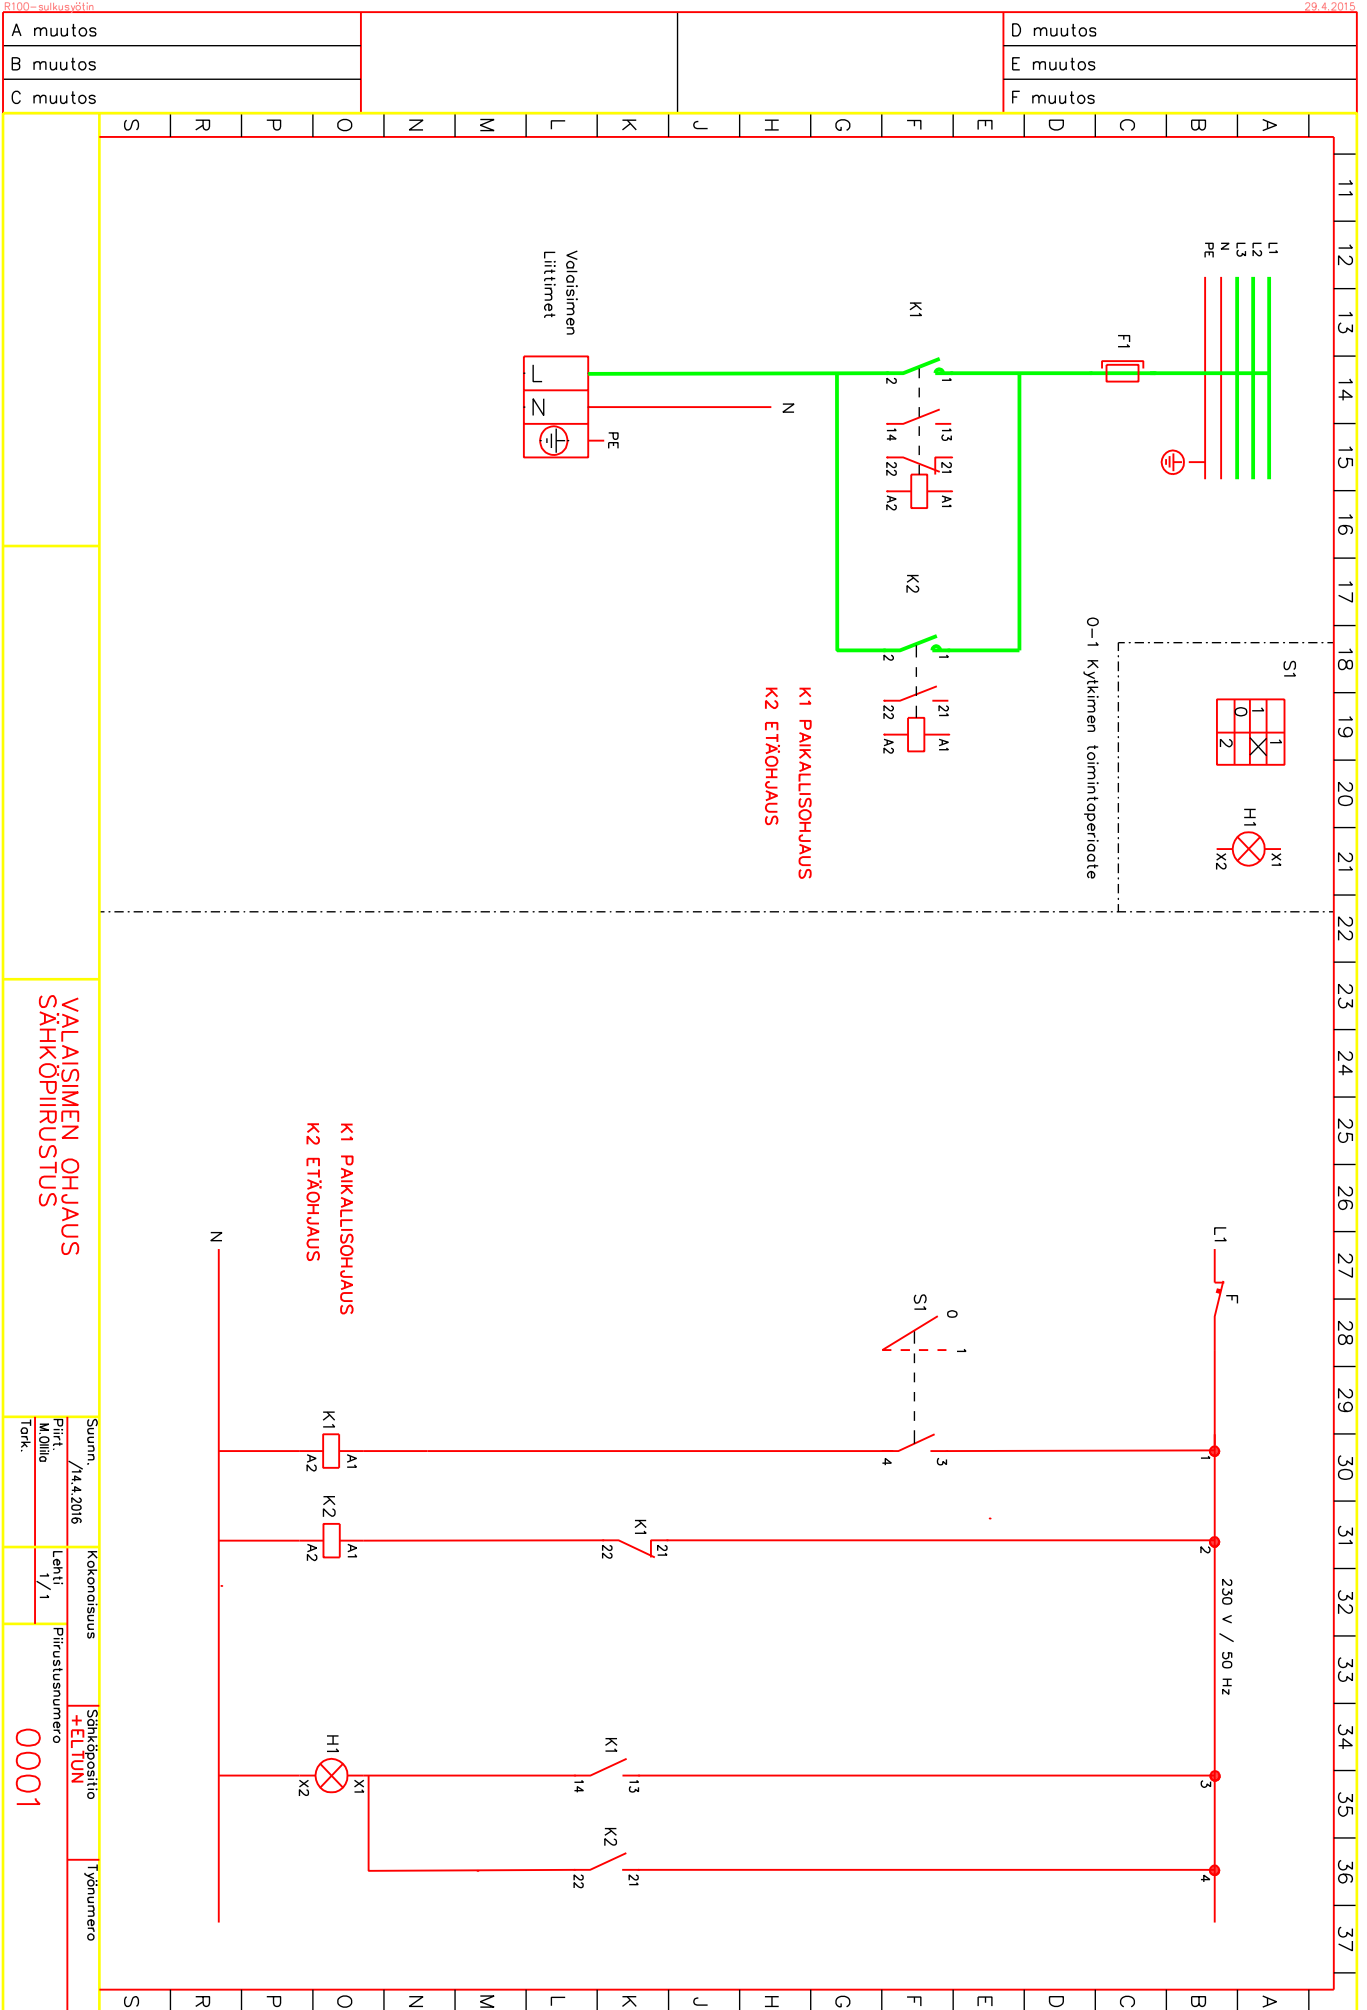 R100-sulkusyötin
29.4.2015
A muutos
B muutos
C muutos
D muutos
E muutos
F muutos
S R P O N M L K J H G F E D C B A
11 12 13 14 15 16 17 18 19 20 21 22 23 24 25 26 27 28 29 30 31 32 33 34 35 36 37
L1
L2
L3
N
PE
F1
K1
1
2
13
14
21
22
A1
A2
K2
1
2
21
22
A1
A2
Valaisimen
Liittimet
L
N
N
PE
S1
1
1
0
2
H1
X1
X2
0-1 Kytkimen toimintaperiaate
K1 PAIKALLISOHJAUS
K2 ETÄOHJAUS
L1
F
230 V / 50 Hz
S1
0
1
3
4
1
2
3
4
K1
21
22
K1
13
14
K2
21
22
K1
A1
A2
K2
A1
A2
H1
X1
X2
N
K1 PAIKALLISOHJAUS
K2 ETÄOHJAUS
VALAISIMEN OHJAUS
SÄHKÖPIIRUSTUS
Suunn.
/14.4.2016
Piirt.
M.Ollila
Tark.
Kokonaisuus
Lehti
1/1
Piirustusnumero
0001
Sähköpositio
+ELTUN
Työnumero
S R P O N M L K J H G F E D C B A